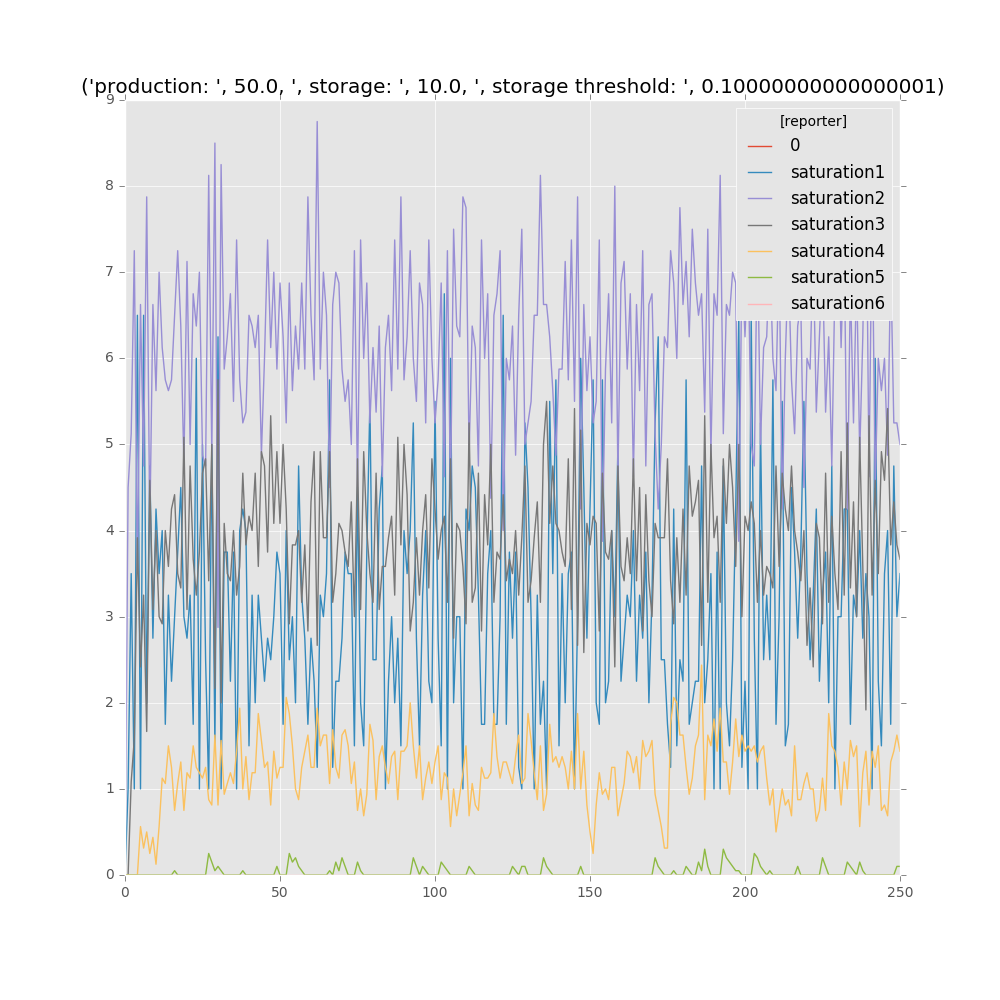 ('production: ', 50.0, ', storage: ', 10.0, ', storage threshold: ', 0.10000000000000001)
[reporter]
0
saturation1
saturation2
saturation3
saturation4
saturation5
saturation6
9
8
7
6
5
4
3
2
1
0
0 50 100 150 200 250